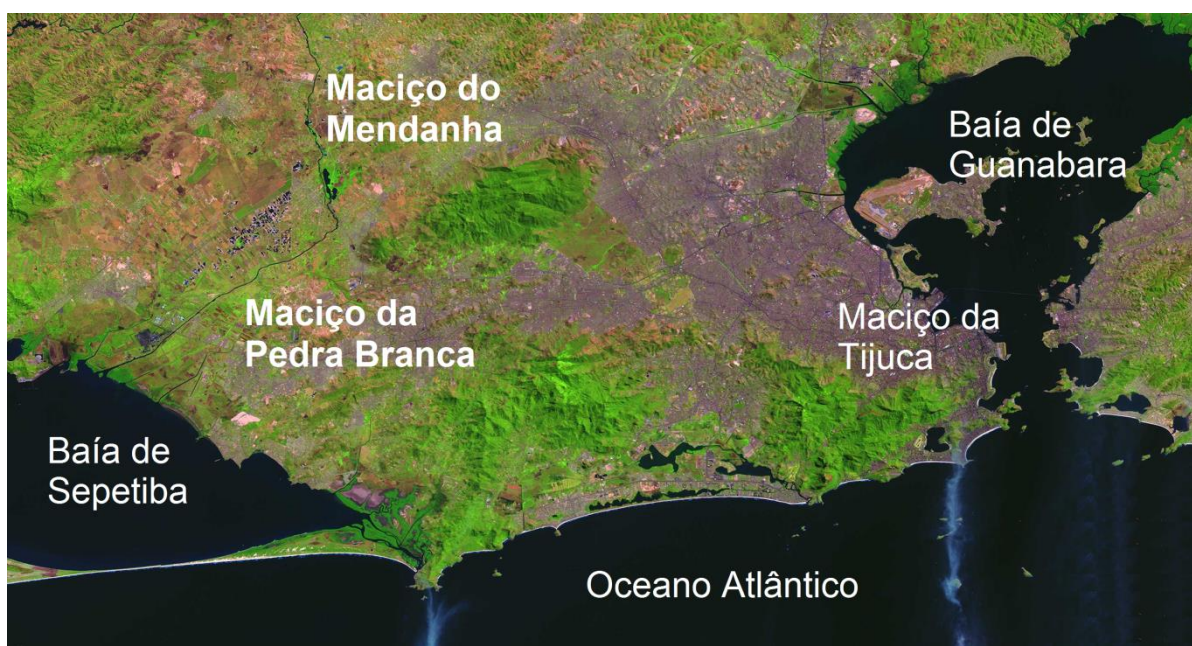 Maciço do
Mendanha
Baía de
Guanabara
Maciço da
Pedra Branca
Maciço da
Tijuca
Baía de
Sepetiba
Oceano Atlântico